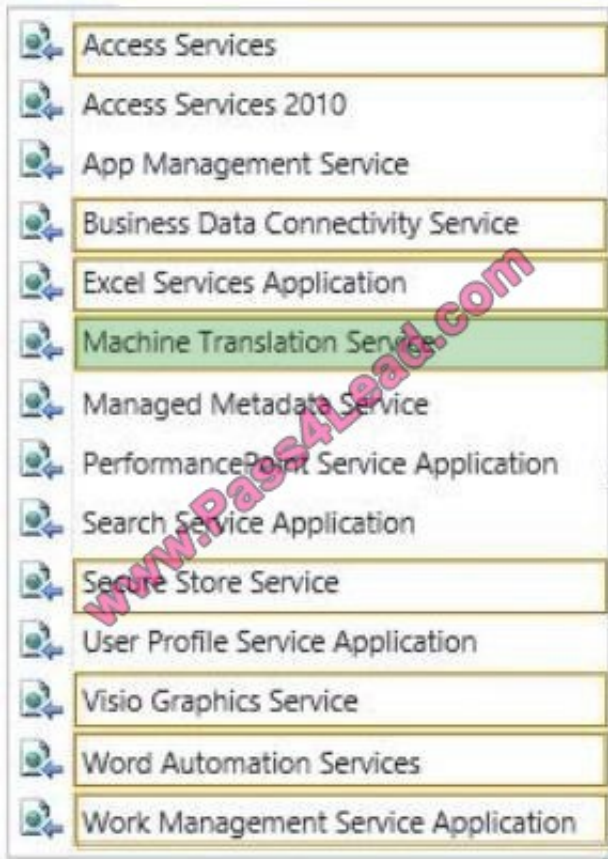 Access Services
Access Services 2010
App Management Service
Business Data Connectivity Service
Excel Services Application
Machine Translation Service
Managed Metadata Service
PerformancePoint Service Application
Search Service Application
Secure Store Service
User Profile Service Application
Visio Graphics Service
Word Automation Services
Work Management Service Application
www.Pass4Lead.com